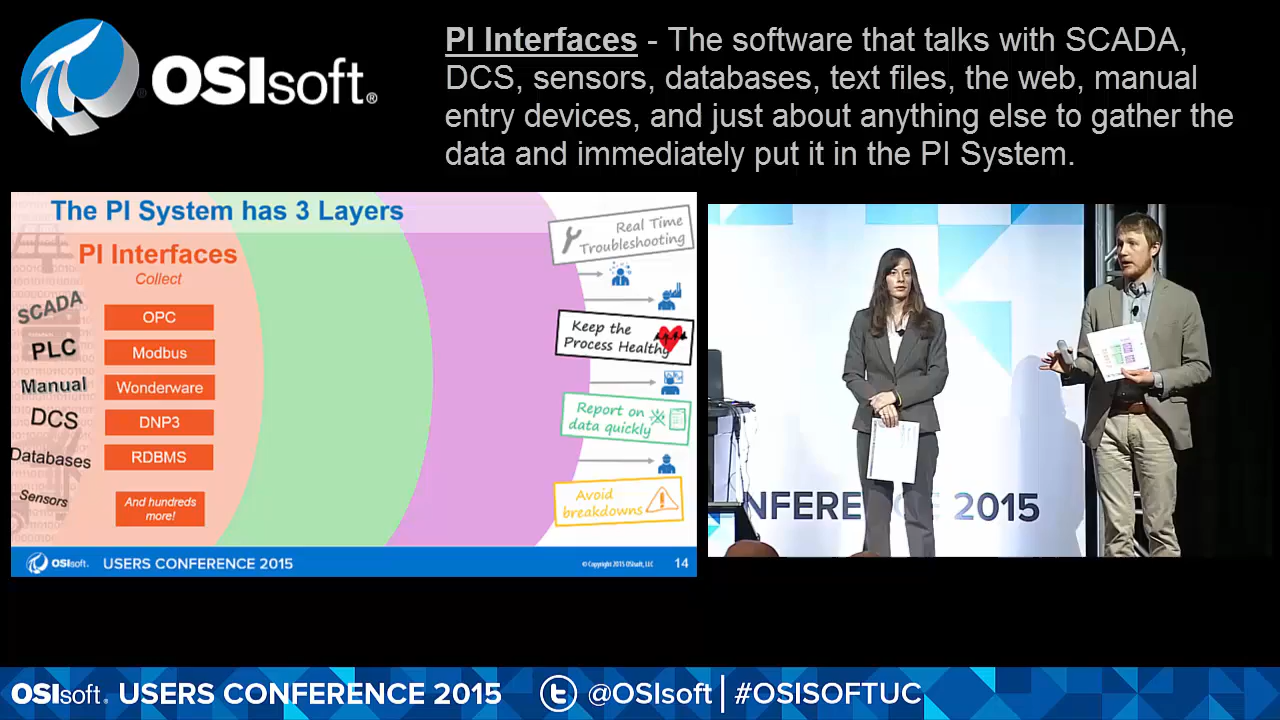 OSIsoft®
PI Interfaces - The software that talks with SCADA,
DCS, sensors, databases, text files, the web, manual
entry devices, and just about anything else to gather the
data and immediately put it in the PI System.
The PI System has 3 Layers
PI Interfaces
Collect
SCADA
PLC
Manual
DCS
Databases
Sensors
OPC
Modbus
Wonderware
DNP3
RDBMS
And hundreds
more!
Real Time
Troubleshooting
Keep the
Process Healthy
Report on
data quickly
Avoid
breakdowns
OSIsoft. USERS CONFERENCE 2015
© Copyright 2015 OSIsoft, LLC
14
NFERENCE 2015
OSIsoft. USERS CONFERENCE 2015 @OSIsoft | #OSISOFTUC